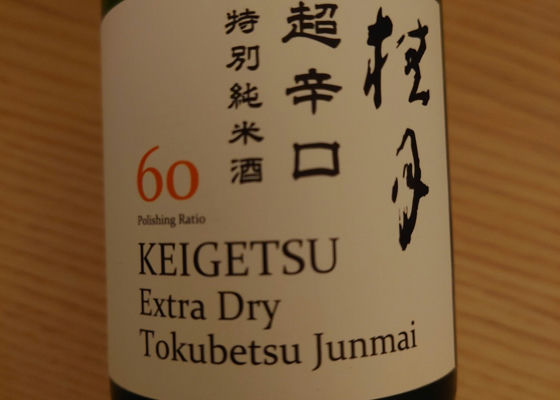 桂月
超辛口
特別純米酒
60
Polishing Ratio
KEIGETSU
Extra Dry
Tokubetsu Junmai